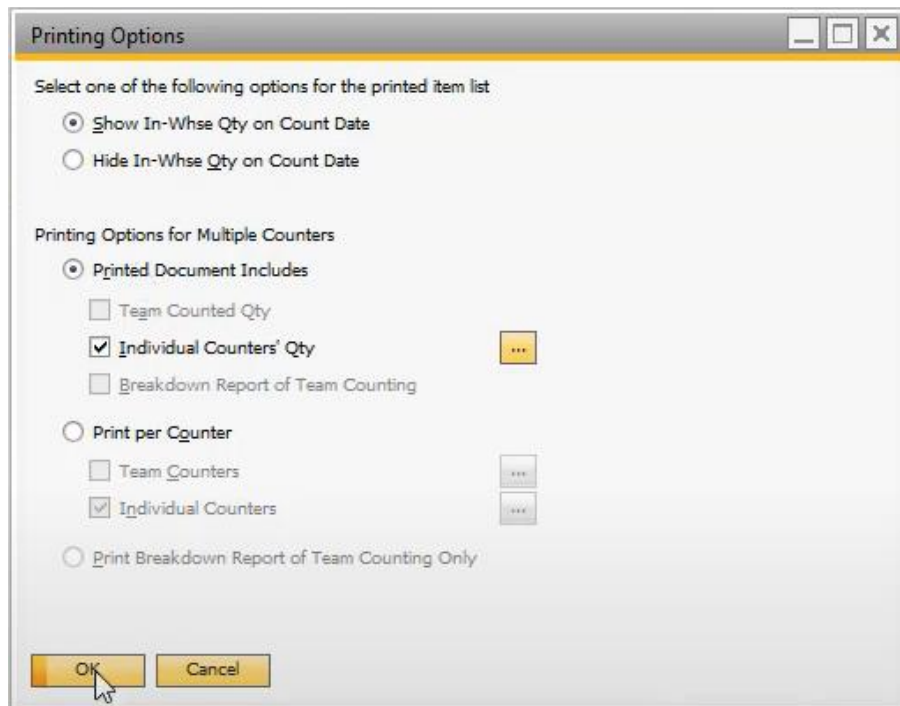 Printing Options
Select one of the following options for the printed item list
Show In-Whse Qty on Count Date
Hide In-Whse Qty on Count Date
Printing Options for Multiple Counters
Printed Document Includes
Team Counted Qty
Individual Counters' Qty
...
Breakdown Report of Team Counting
Print per Counter
Team Counters
...
Individual Counters
...
Print Breakdown Report of Team Counting Only
OK
Cancel